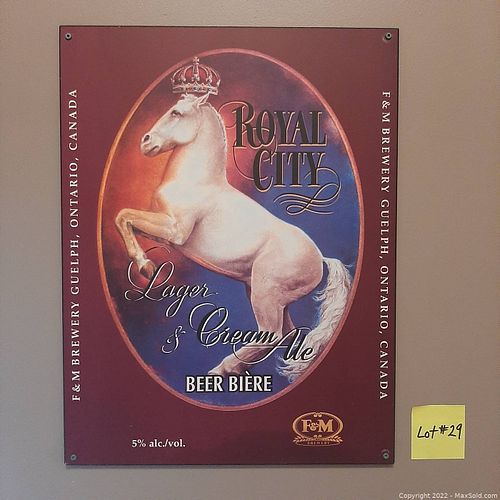 F & M BREWERY GUELPH, ONTARIO, CANADA
ROYAL
CITY
Lager
& Cream Ale
BEER BIÈRE
5% alc./vol.
F&M
BREWERY
F & M BREWERY GUELPH, ONTARIO, CANADA
Lot #29
Copyright 2022 - MaxSold.com